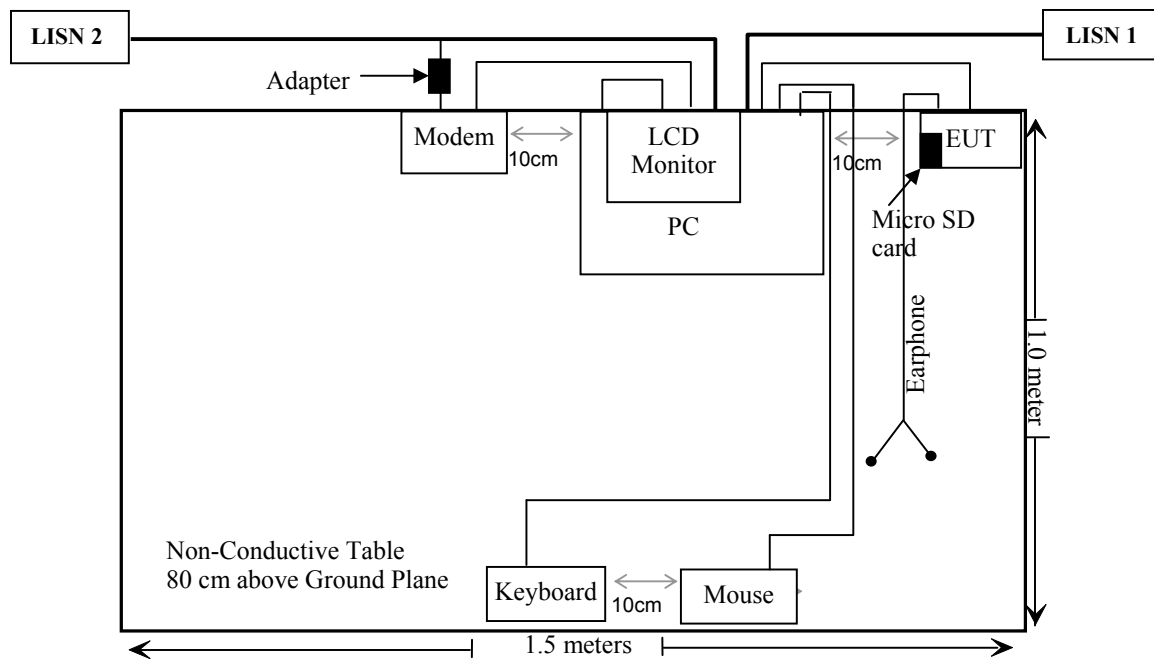 LISN 2
LISN 1
Adapter
Modem
10cm
LCD
Monitor
PC
10cm
EUT
Micro SD
card
Earphone
1.0 meter
Non-Conductive Table
80 cm above Ground Plane
Keyboard
10cm
Mouse
1.5 meters